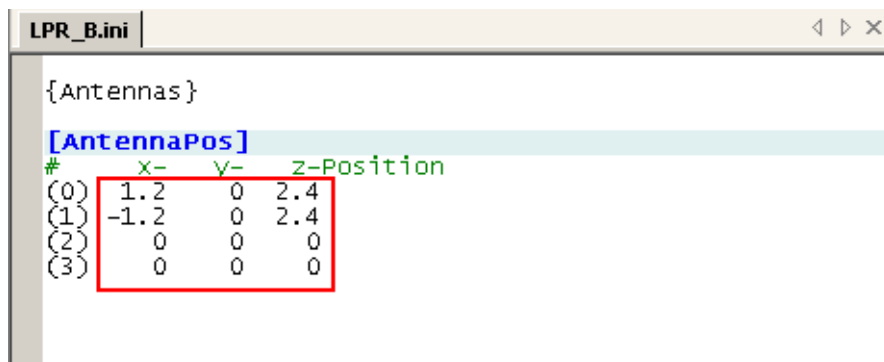 LPR_B.ini
{Antennas}
[AntennaPos]
# x- y- z-Position
(0) 1.2 0 2.4
(1) -1.2 0 2.4
(2) 0 0 0
(3) 0 0 0